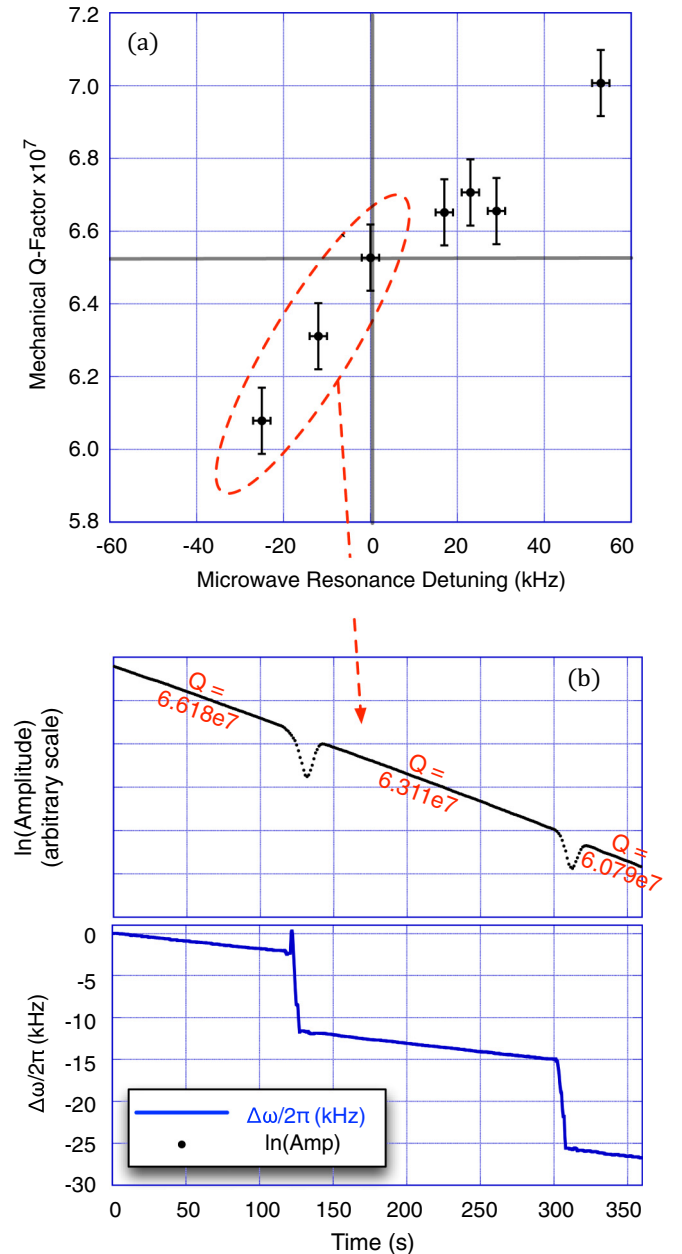 (a)
Mechanical Q-Factor x10⁷
7.2
7.0
6.8
6.6
6.4
6.2
6.0
5.8
-60 -40 -20 0 20 40 60
Microwave Resonance Detuning (kHz)
(b)
ln(Amplitude)
(arbitrary scale)
Q =
6.618e7
Q =
6.311e7
Q =
6.079e7
Δω/2π (kHz)
0
-5
-10
-15
-20
-25
-30
Δω/2π (kHz)
ln(Amp)
0 50 100 150 200 250 300 350
Time (s)